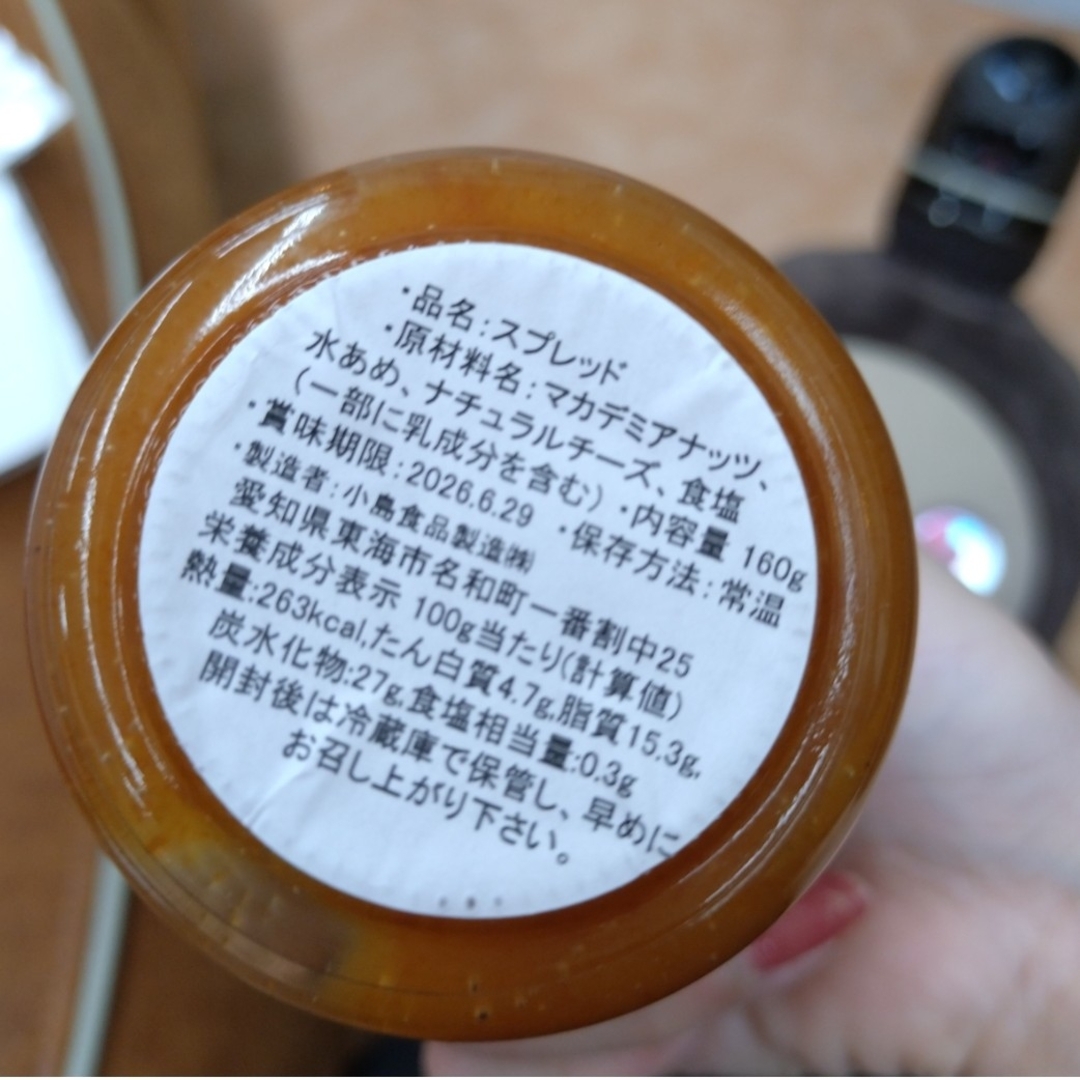 ・品名:スプレッド
・原材料名:マカデミアナッツ、
水あめ、ナチュラルチーズ、食塩
(一部に乳成分を含む)・内容量 160g
・賞味期限:2026.6.29 ・保存方法:常温
・製造者:小島食品製造㈱
愛知県東海市名和町一番割中25
栄養成分表示 100g当たり(計算値)
熱量:263kcal,たん白質4.7g,脂質15.3g,
炭水化物:27g,食塩相当量:0.3g
開封後は冷蔵庫で保管し、早めに
お召し上がり下さい。